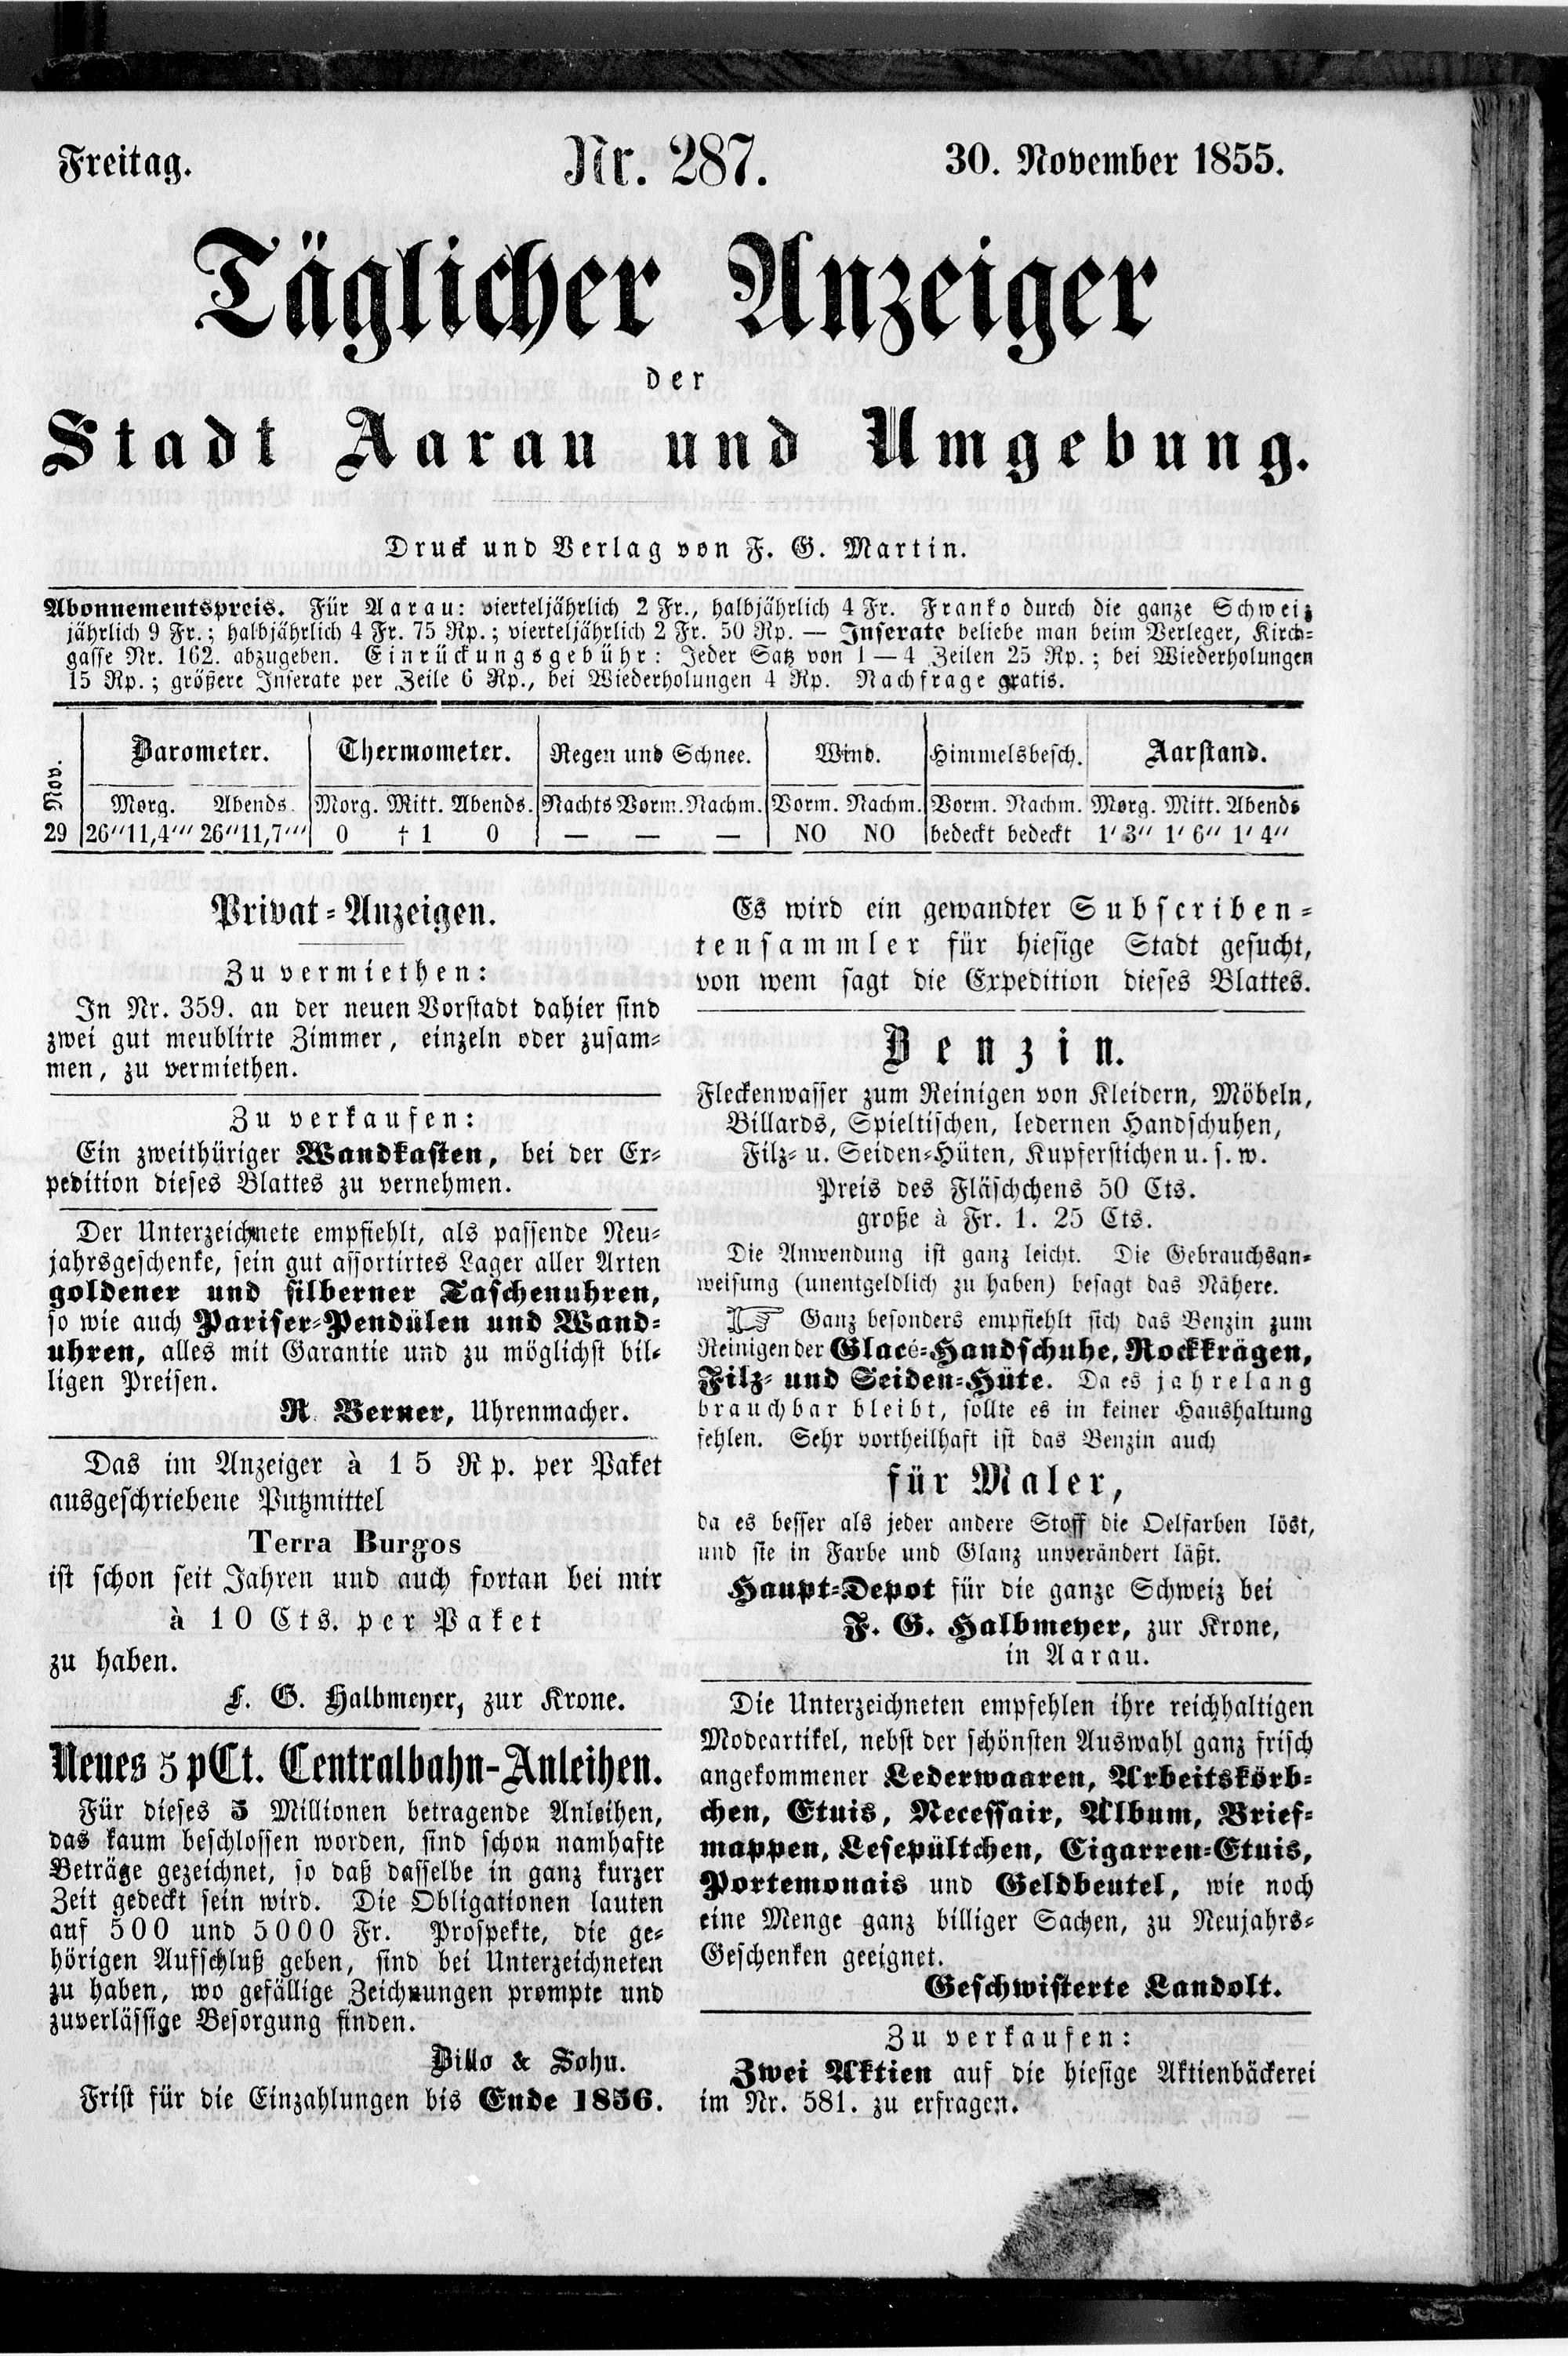 Freitag.
Nr. 287.
30. November 1855.
Täglicher Anzeiger
der
Stadt Aarau und Umgebung.
Druck und Verlag von F. G. Martin.
Abonnementspreis. Für Aarau: vierteljährlich 2 Fr., halbjährlich 4 Fr. Franko durch die ganze Schweiz
jährlich 9 Fr.; halbjährlich 4 Fr. 75 Rp.; vierteljährlich 2 Fr. 50 Rp. — Inserate beliebe man beim Verleger, Kirch-
gasse Nr. 162. abzugeben. Einrückungsgebühr: Jeder Satz von 1—4 Zeilen 25 Rp.; bei Wiederholungen
15 Rp.; größere Inserate per Zeile 6 Rp., bei Wiederholungen 4 Rp. Nachfrage gratis.
Nov. Barometer. Thermometer. Regen und Schnee. Wind. Himmelsbesch. Aarstand.
Morg. Abends. Morg. Mitt. Abends. Nachts Vorm. Nachm. Vorm. Nachm. Vorm. Nachm. Morg. Mitt. Abends
29 26''11,4''' 26''11,7''' 0 † 1 0 — — — NO NO bedeckt bedeckt 1' 3'' 1' 6'' 1' 4''
Privat-Anzeigen.
Zu vermiethen:
In Nr. 359. an der neuen Vorstadt dahier sind
zwei gut meublirte Zimmer, einzeln oder zusam-
men, zu vermiethen.
Zu verkaufen:
Ein zweithüriger Wandkasten, bei der Ex-
pedition dieses Blattes zu vernehmen.
Der Unterzeichnete empfiehlt, als passende Neu-
jahrsgeschenke, sein gut assortirtes Lager aller Arten
goldener und silberner Taschenuhren,
so wie auch Pariser-Pendülen und Wand-
uhren, alles mit Garantie und zu möglichst bil-
ligen Preisen.
R. Berner, Uhrenmacher.
Das im Anzeiger à 15 Rp. per Paket
ausgeschriebene Putzmittel
Terra Burgos
ist schon seit Jahren und auch fortan bei mir
à 10 Cts. per Paket
zu haben.
F. G. Halbmeyer, zur Krone.
Neues 5 pCt. Centralbahn-Anleihen.
Für dieses 3 Millionen betragende Anleihen,
das kaum beschlossen worden, sind schon namhafte
Beträge gezeichnet, so daß dasselbe in ganz kurzer
Zeit gedeckt sein wird. Die Obligationen lauten
auf 500 und 5000 Fr. Prospekte, die ge-
hörigen Aufschluß geben, sind bei Unterzeichneten
zu haben, wo gefällige Zeichnungen prompte und
zuverlässige Besorgung finden.
Billo & Sohn.
Frist für die Einzahlungen bis Ende 1856.
Es wird ein gewandter Subscriben-
tensammler für hiesige Stadt gesucht,
von wem sagt die Expedition dieses Blattes.
Benzin.
Fleckenwasser zum Reinigen von Kleidern, Möbeln,
Billards, Spieltischen, ledernen Handschuhen,
Filz- u. Seiden-Hüten, Kupferstichen u. s. w.
Preis des Fläschchens 50 Cts.
große à Fr. 1. 25 Cts.
Die Anwendung ist ganz leicht. Die Gebrauchsan-
weisung (unentgeldlich zu haben) besagt das Nähere.
Ganz besonders empfiehlt sich das Benzin zum
Reinigen der Glacé-Handschuhe, Rockkrägen,
Filz- und Seiden-Hüte. Da es jahrelang
brauchbar bleibt, sollte es in keiner Haushaltung
fehlen. Sehr vortheilhaft ist das Benzin auch
für Maler,
da es besser als jeder andere Stoff die Oelfarben löst,
und sie in Farbe und Glanz unverändert läßt.
Haupt-Depot für die ganze Schweiz bei
F. G. Halbmeyer, zur Krone,
in Aarau.
Die Unterzeichneten empfehlen ihre reichhaltigen
Modeartikel, nebst der schönsten Auswahl ganz frisch
angekommener Lederwaaren, Arbeitskörb-
chen, Etuis, Necessair, Album, Brief-
mappen, Lesepültchen, Cigarren-Etuis,
Portemonais und Geldbeutel, wie noch
eine Menge ganz billiger Sachen, zu Neujahrs-
Geschenken geeignet.
Geschwisterte Landolt.
Zu verkaufen:
Zwei Aktien auf die hiesige Aktienbäckerei
im Nr. 581. zu erfragen.